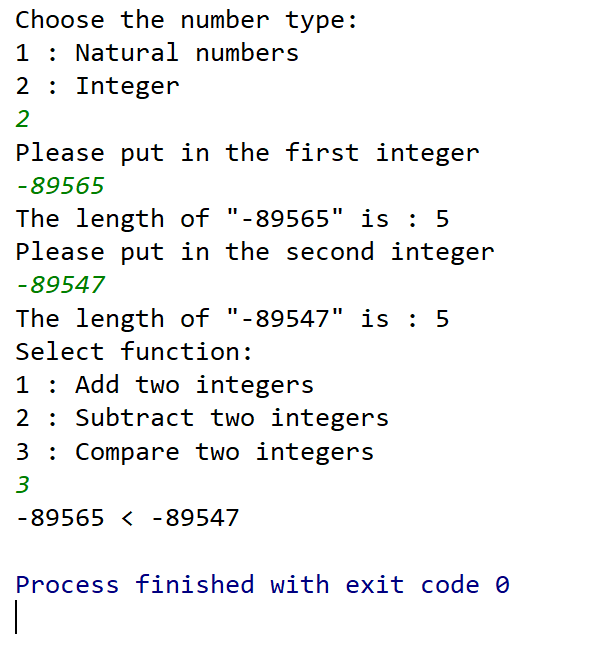 Choose the number type:
1 : Natural numbers
2 : Integer
2
Please put in the first integer
-89565
The length of "-89565" is : 5
Please put in the second integer
-89547
The length of "-89547" is : 5
Select function:
1 : Add two integers
2 : Subtract two integers
3 : Compare two integers
3
-89565 < -89547
Process finished with exit code 0